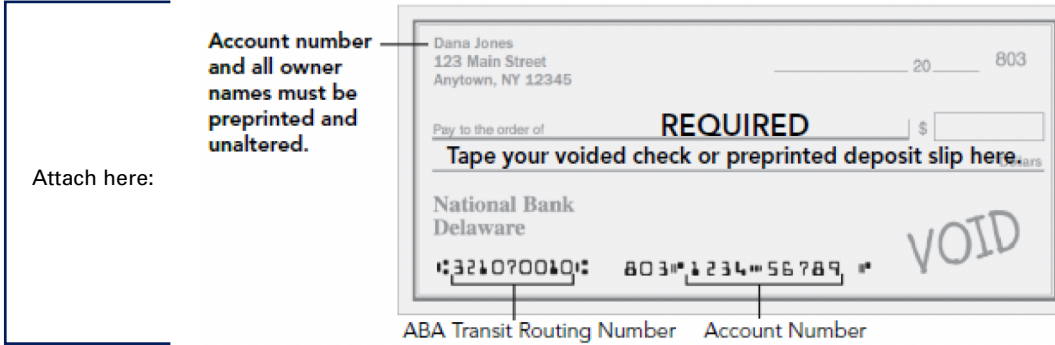 Attach here:
Account number
and all owner
names must be
preprinted and
unaltered.
Dana Jones
123 Main Street
Anytown, NY 12345
20
803
Pay to the order of
REQUIRED
$
Tape your voided check or preprinted deposit slip here.
Dollars
National Bank
Delaware
VOID
⑆321070010⑆ 803⑈1234⑉56789 ⑈
ABA Transit Routing Number
Account Number